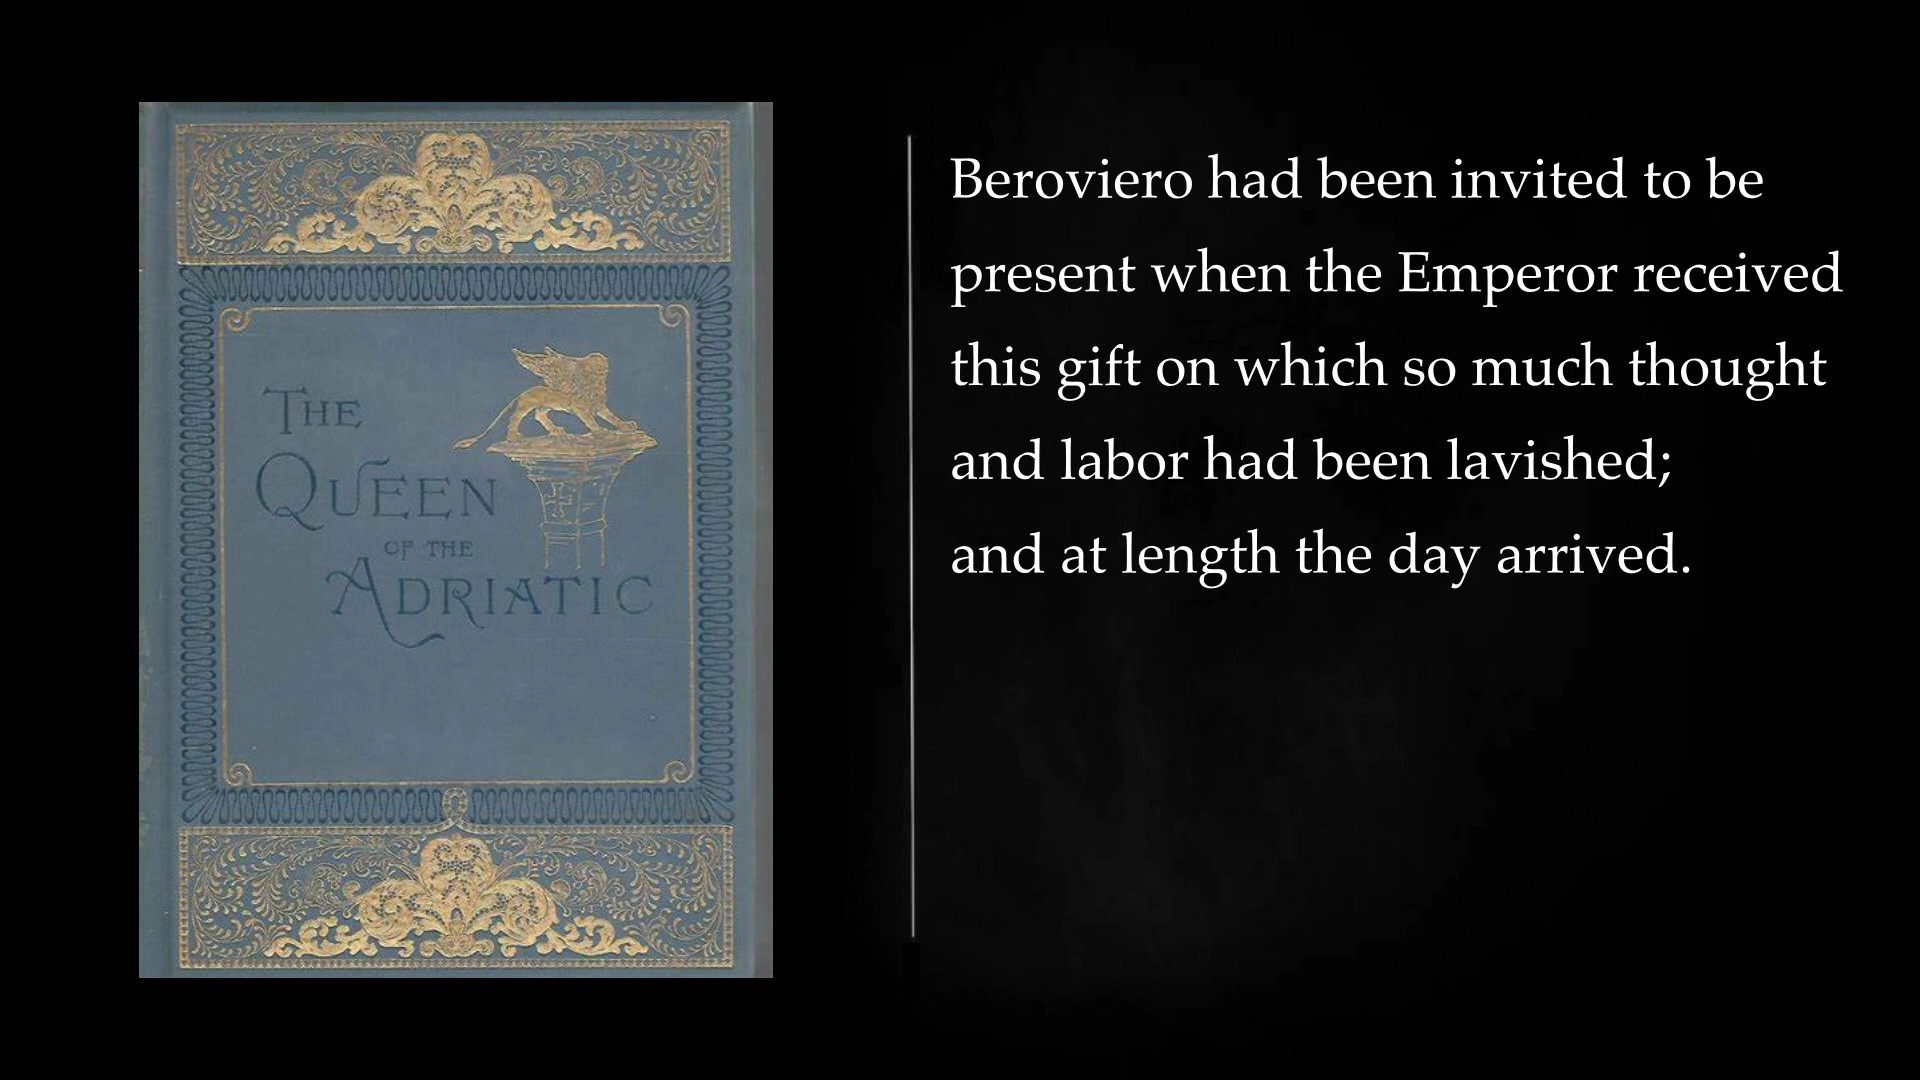 THE
QUEEN
OF THE
ADRIATIC
Beroviero had been invited to be
present when the Emperor received
this gift on which so much thought
and labor had been lavished;
and at length the day arrived.